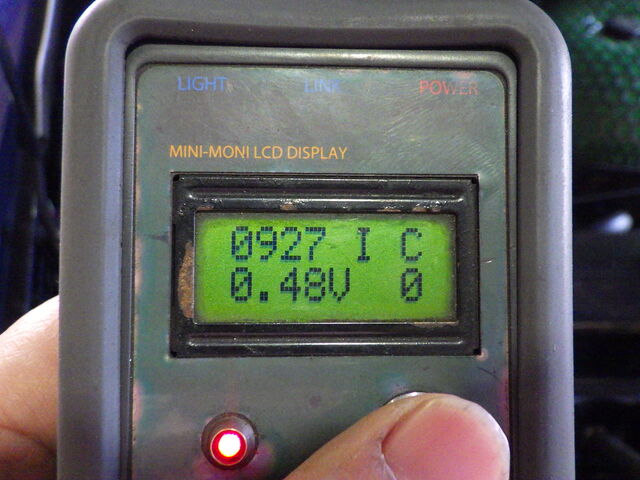 LIGHT LINK POWER
MINI-MONI LCD DISPLAY
0927 I C
0.48V 0